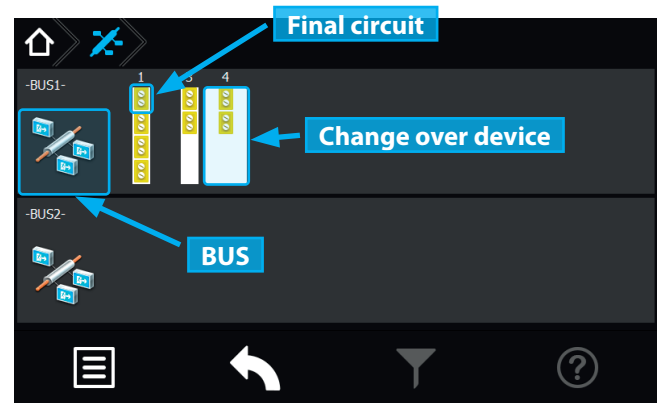 Final circuit
-BUS1-
1 3 4
Change over device
-BUS2-
BUS
?